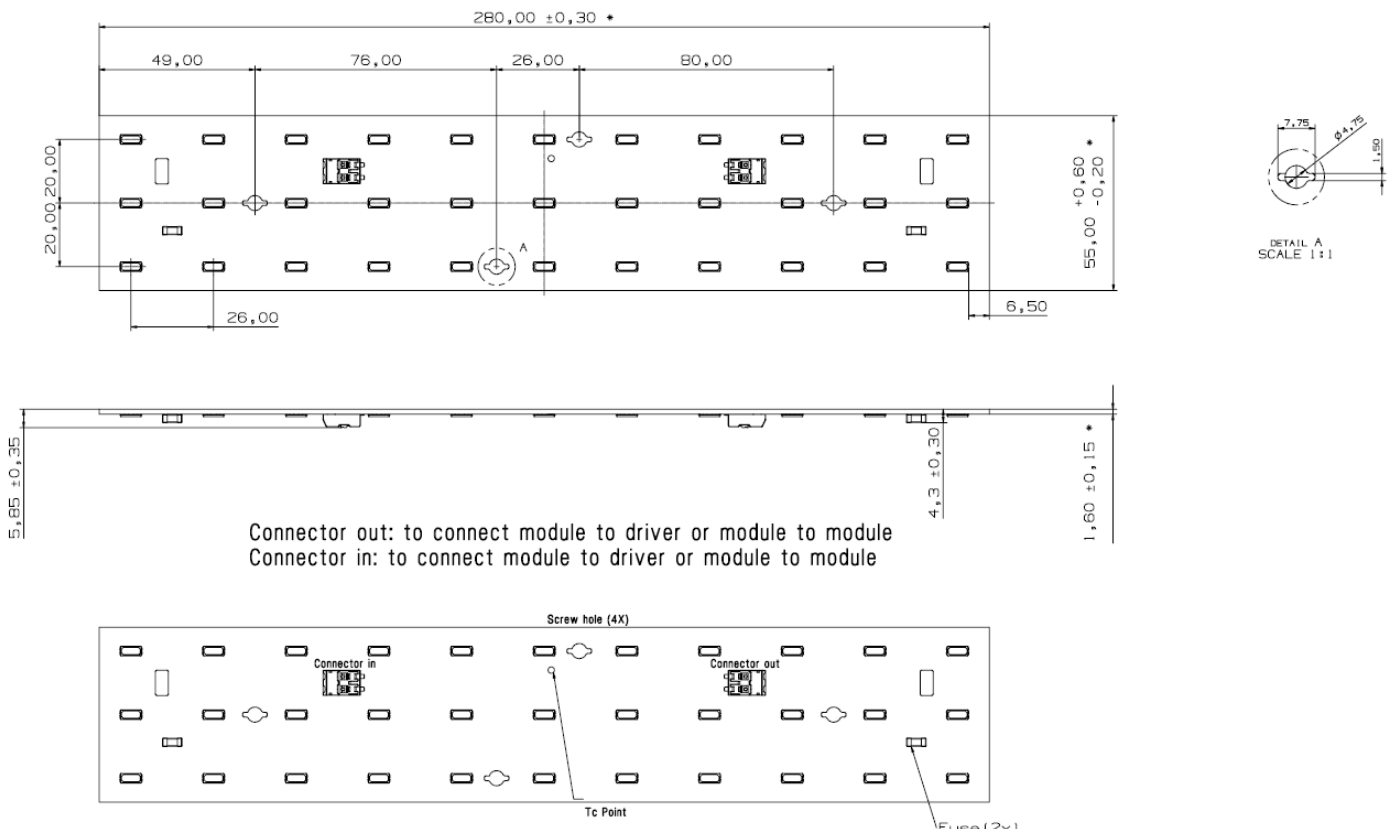 280,00 ±0,30 *
49,00
76,00
26,00
80,00
7,75
Ø4,75
1,50
20,00
20,00
55,00 +0,60 -0,20 *
A
DETAIL A
SCALE 1:1
26,00
6,50
5,85 ±0,35
4,3 ±0,30
1,60 ±0,15 *
Connector out: to connect module to driver or module to module
Connector in: to connect module to driver or module to module
Screw hole (4X)
Connector in
Connector out
Tc Point
Fuse(2x)